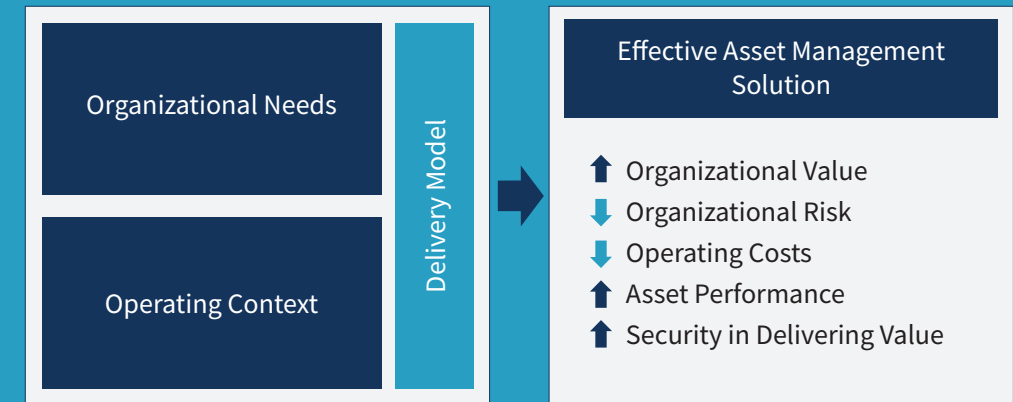 Organizational Needs
Operating Context
Delivery Model
Effective Asset Management
Solution
Organizational Value
Organizational Risk
Operating Costs
Asset Performance
Security in Delivering Value